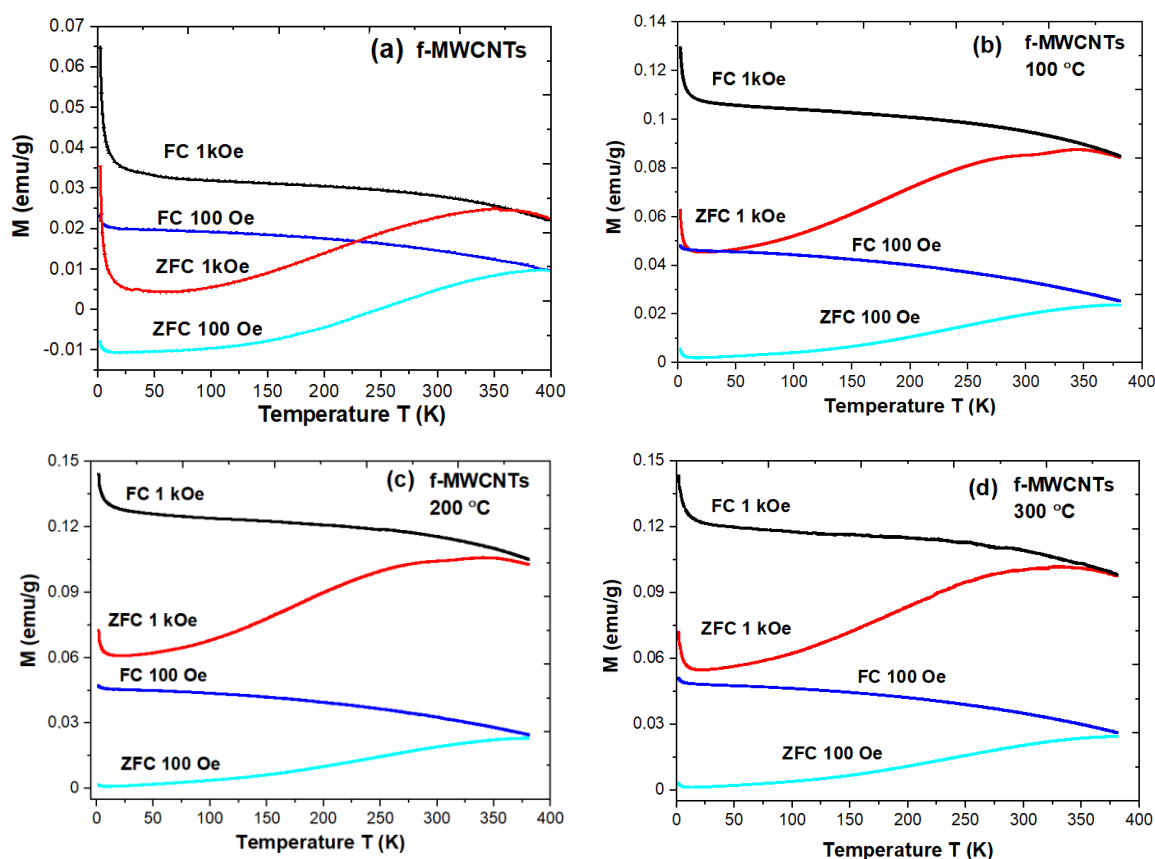 (a) f-MWCNTs
M (emu/g)
0.07
0.06
0.05
0.04
0.03
0.02
0.01
0
-0.01
FC 1kOe
FC 100 Oe
ZFC 1kOe
ZFC 100 Oe
0 50 100 150 200 250 300 350 400
Temperature T (K)
(b) f-MWCNTs
100 °C
M (emu/g)
0.14
0.12
0.1
0.08
0.06
0.04
0.02
0
FC 1kOe
ZFC 1 kOe
FC 100 Oe
ZFC 100 Oe
0 50 100 150 200 250 300 350 400
Temperature T (K)
(c) f-MWCNTs
200 °C
M (emu/g)
0.15
0.12
0.09
0.06
0.03
0
FC 1 kOe
ZFC 1 kOe
FC 100 Oe
ZFC 100 Oe
0 50 100 150 200 250 300 350 400
Temperature T (K)
(d) f-MWCNTs
300 °C
M (emu/g)
0.15
0.12
0.09
0.06
0.03
0
FC 1 kOe
ZFC 1 kOe
FC 100 Oe
ZFC 100 Oe
0 50 100 150 200 250 300 350 400
Temperature T (K)